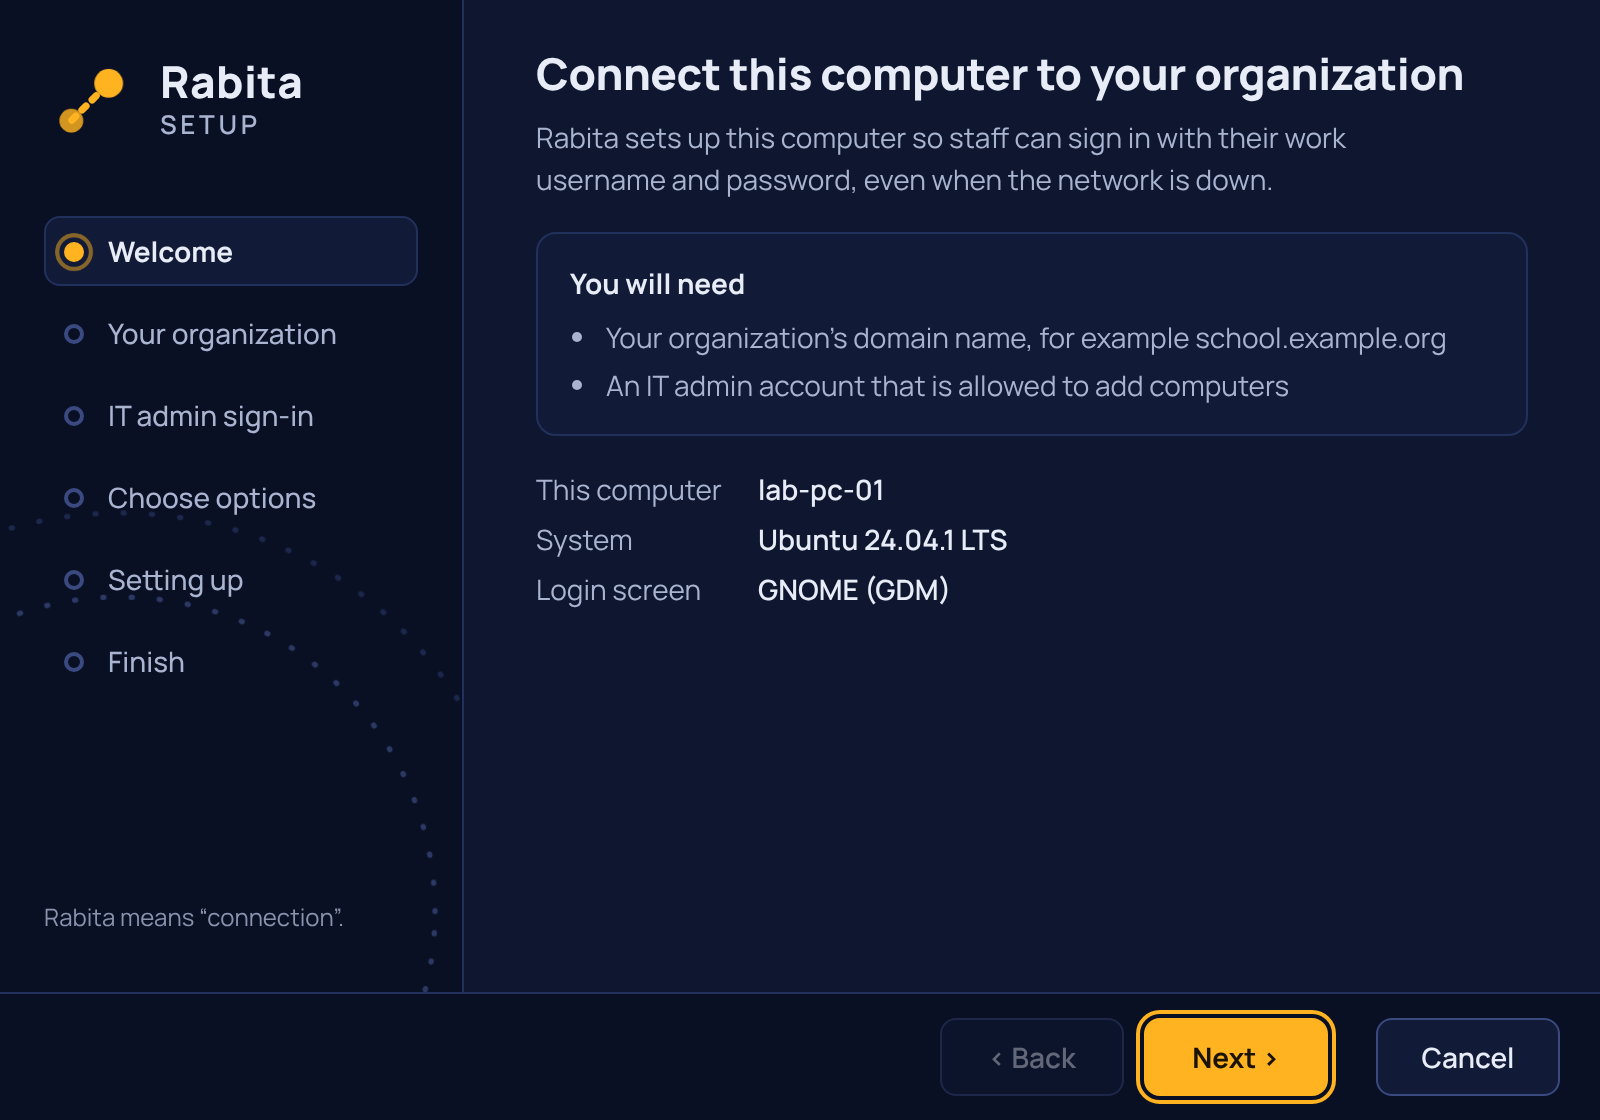 Rabita
SETUP
Welcome
Your organization
IT admin sign-in
Choose options
Setting up
Finish
Rabita means “connection”.
Connect this computer to your organization
Rabita sets up this computer so staff can sign in with their work
username and password, even when the network is down.
You will need
• Your organization’s domain name, for example school.example.org
• An IT admin account that is allowed to add computers
This computer lab-pc-01
System Ubuntu 24.04.1 LTS
Login screen GNOME (GDM)
‹ Back Next › Cancel